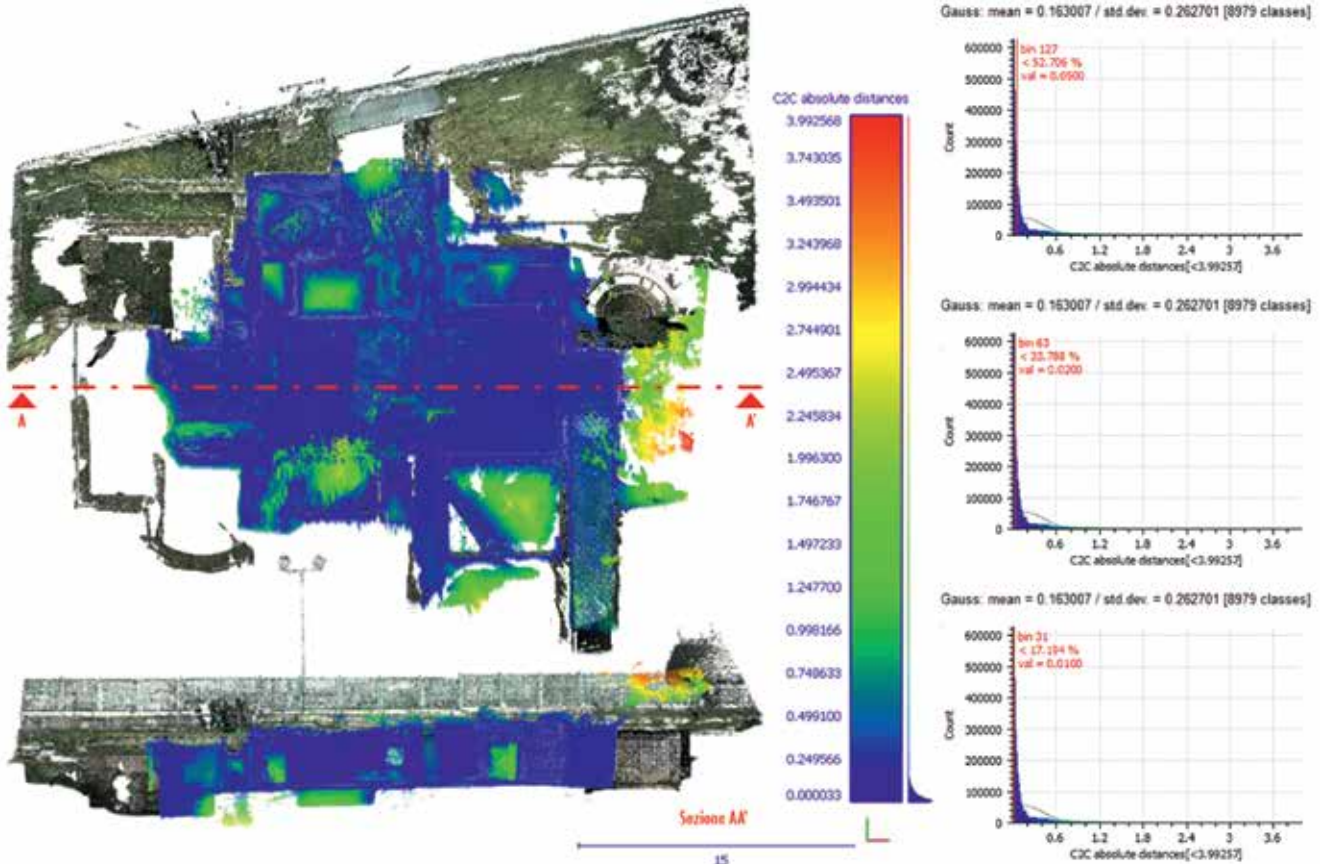 C2C absolute distances
3.992568
3.743035
3.493501
3.243968
2.994434
2.744901
2.495367
2.245834
1.996300
1.746767
1.497233
1.247700
0.998166
0.748633
0.499100
0.249566
0.000033
A
A'
Sezione AA'
15
Gauss: mean = 0.163007 / std.dev. = 0.262701 [8979 classes]
bin 127
< 52.706 %
val = 0.0500
600000
500000
400000
300000
200000
100000
0
Count
0.6 1.2 1.8 2.4 3 3.6
C2C absolute distances[<3.99257]
Gauss: mean = 0.163007 / std.dev. = 0.262701 [8979 classes]
bin 63
< 33.788 %
val = 0.0200
600000
500000
400000
300000
200000
100000
0
Count
0.6 1.2 1.8 2.4 3 3.6
C2C absolute distances[<3.99257]
Gauss: mean = 0.163007 / std.dev. = 0.262701 [8979 classes]
bin 31
< 17.194 %
val = 0.0100
600000
500000
400000
300000
200000
100000
0
Count
0.6 1.2 1.8 2.4 3 3.6
C2C absolute distances[<3.99257]